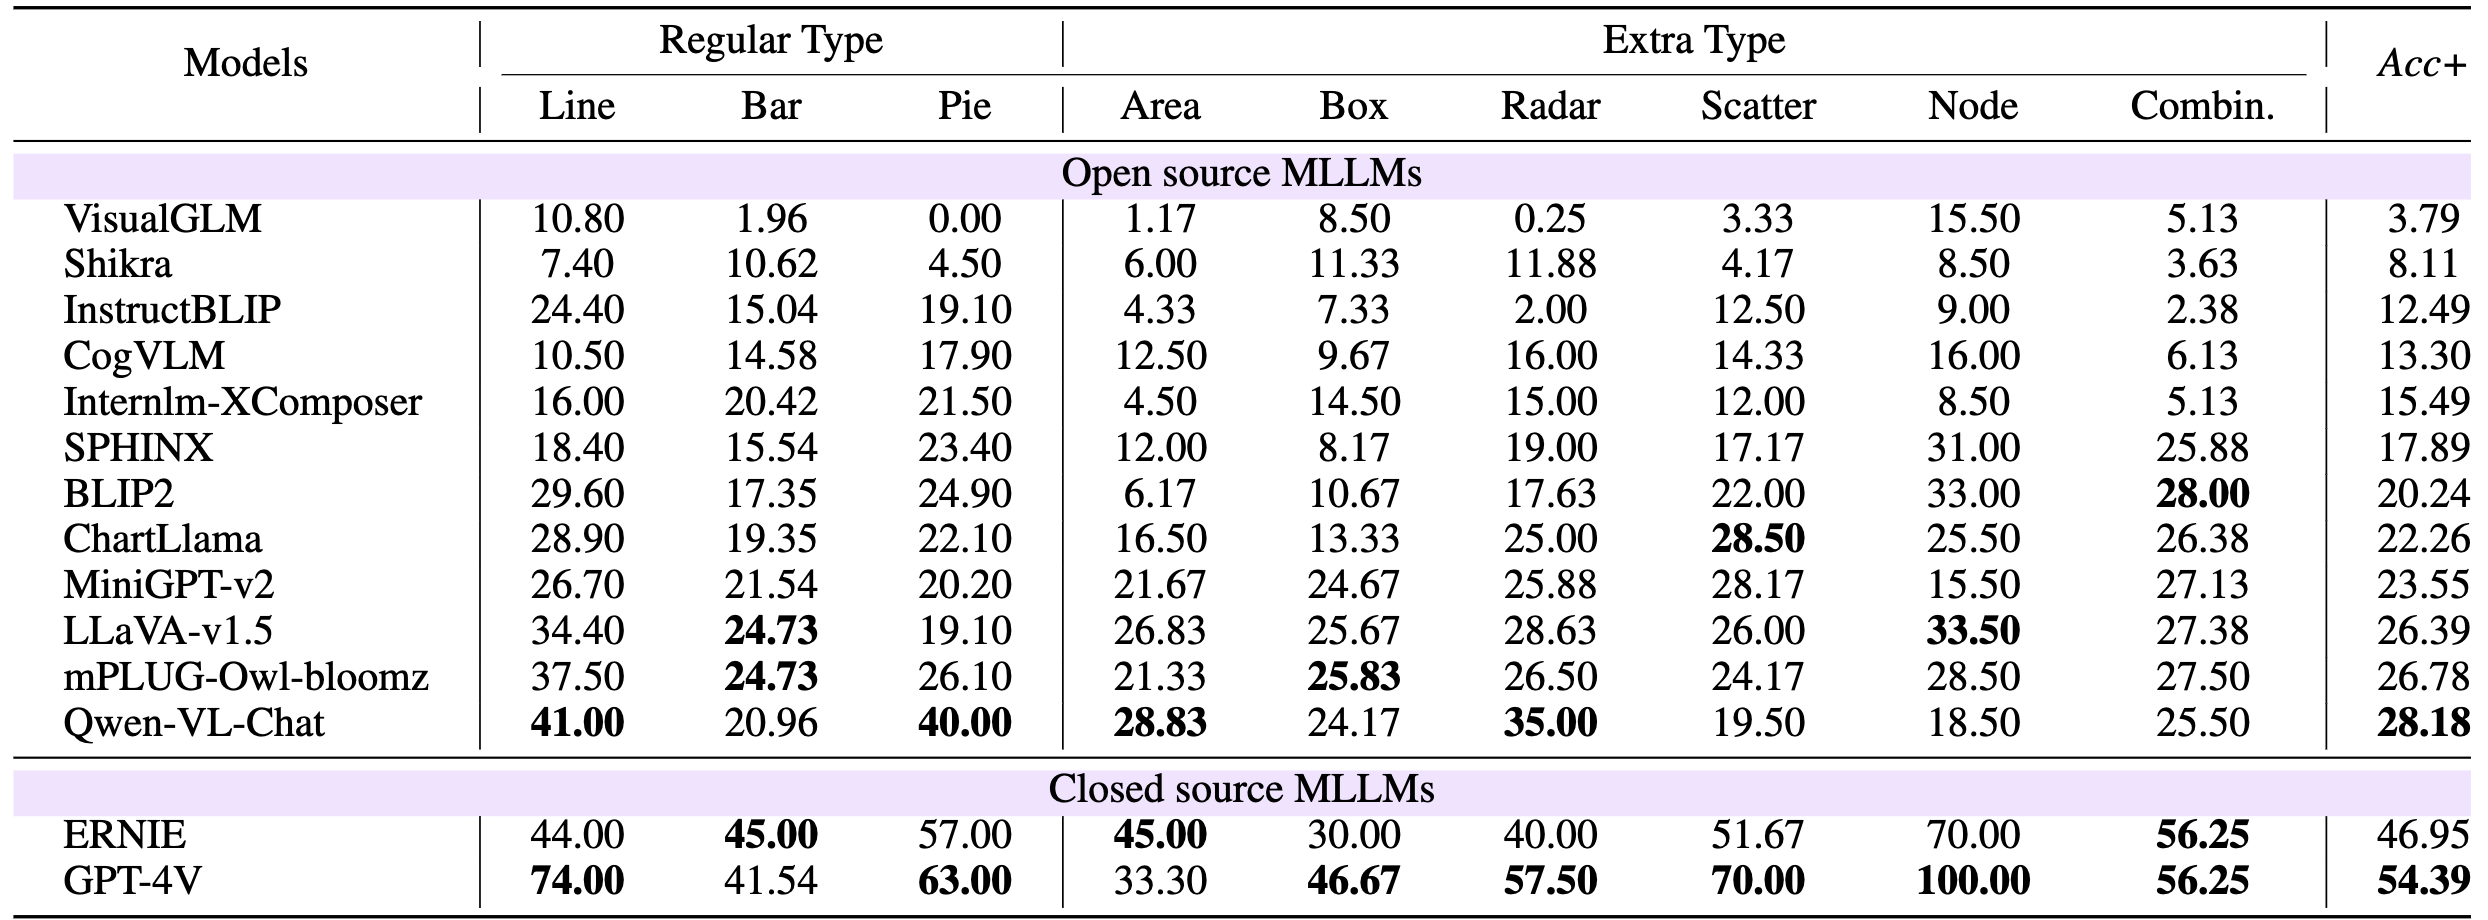 Models Regular Type Extra Type Acc+
Line Bar Pie Area Box Radar Scatter Node Combin.
Open source MLLMs
VisualGLM 10.80 1.96 0.00 1.17 8.50 0.25 3.33 15.50 5.13 3.79
Shikra 7.40 10.62 4.50 6.00 11.33 11.88 4.17 8.50 3.63 8.11
InstructBLIP 24.40 15.04 19.10 4.33 7.33 2.00 12.50 9.00 2.38 12.49
CogVLM 10.50 14.58 17.90 12.50 9.67 16.00 14.33 16.00 6.13 13.30
Internlm-XComposer 16.00 20.42 21.50 4.50 14.50 15.00 12.00 8.50 5.13 15.49
SPHINX 18.40 15.54 23.40 12.00 8.17 19.00 17.17 31.00 25.88 17.89
BLIP2 29.60 17.35 24.90 6.17 10.67 17.63 22.00 33.00 28.00 20.24
ChartLlama 28.90 19.35 22.10 16.50 13.33 25.00 28.50 25.50 26.38 22.26
MiniGPT-v2 26.70 21.54 20.20 21.67 24.67 25.88 28.17 15.50 27.13 23.55
LLaVA-v1.5 34.40 24.73 19.10 26.83 25.67 28.63 26.00 33.50 27.38 26.39
mPLUG-Owl-bloomz 37.50 24.73 26.10 21.33 25.83 26.50 24.17 28.50 27.50 26.78
Qwen-VL-Chat 41.00 20.96 40.00 28.83 24.17 35.00 19.50 18.50 25.50 28.18
Closed source MLLMs
ERNIE 44.00 45.00 57.00 45.00 30.00 40.00 51.67 70.00 56.25 46.95
GPT-4V 74.00 41.54 63.00 33.30 46.67 57.50 70.00 100.00 56.25 54.39